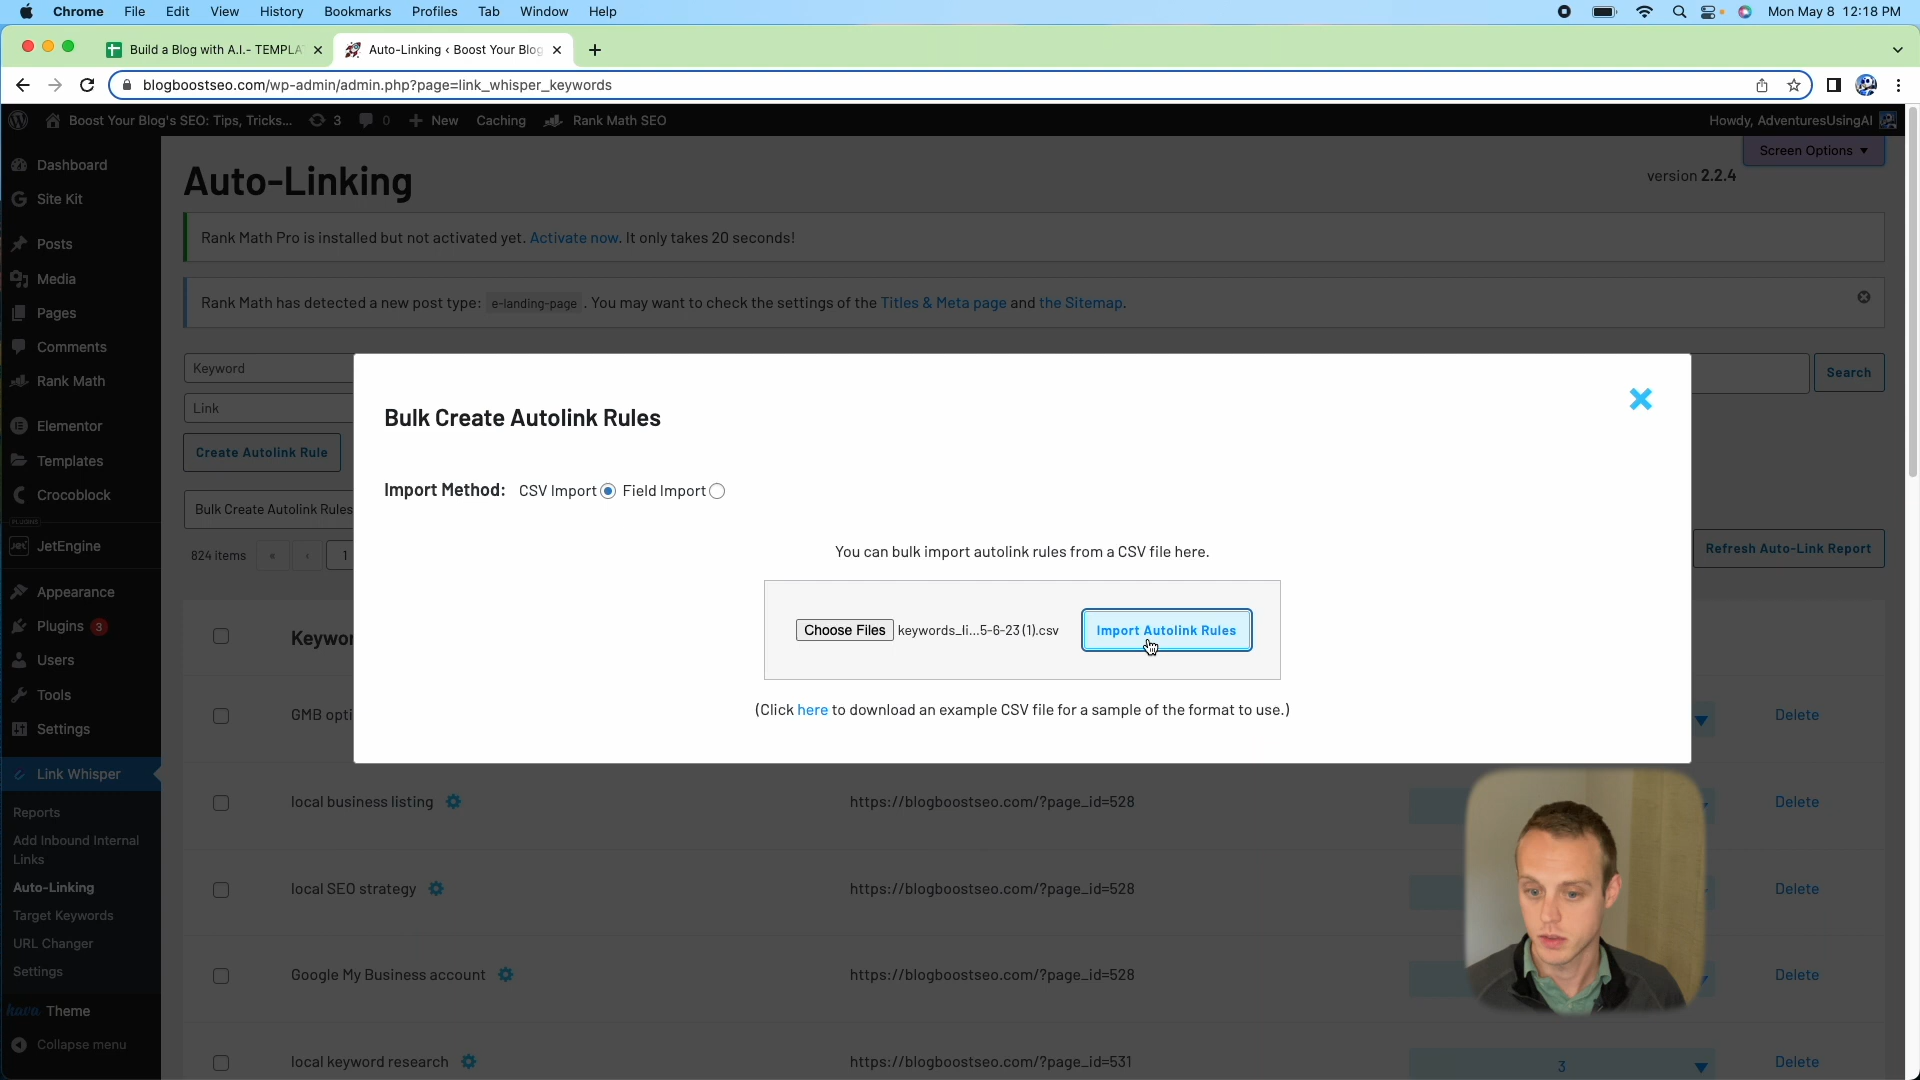 Chrome File Edit View History Bookmarks Profiles Tab Window Help Mon May 8 12:18 PM
Build a Blog with A.I.- TEMPLA Auto-Linking ‹ Boost Your Blog
blogboostseo.com/wp-admin/admin.php?page=link_whisper_keywords
Boost Your Blog's SEO: Tips, Tricks... 3 0 New Caching Rank Math SEO Howdy, AdventuresUsingAI
Screen Options
Dashboard
Site Kit
Posts
Media
Pages
Comments
Rank Math
Elementor
Templates
Crocoblock
PLUGINS
JetEngine
Appearance
Plugins 3
Users
Tools
Settings
Link Whisper
Reports
Add Inbound Internal
Links
Auto-Linking
Target Keywords
URL Changer
Settings
kava Theme
Collapse menu
Auto-Linking
version 2.2.4
Rank Math Pro is installed but not activated yet. Activate now. It only takes 20 seconds!
Rank Math has detected a new post type: e-landing-page . You may want to check the settings of the Titles & Meta page and the Sitemap.
Keyword
Search
Link
Create Autolink Rule
Bulk Create Autolink Rules
824 items « ‹ 1
Refresh Auto-Link Report
Bulk Create Autolink Rules
Import Method: CSV Import Field Import
You can bulk import autolink rules from a CSV file here.
Choose Files keywords_li...5-6-23 (1).csv Import Autolink Rules
(Click here to download an example CSV file for a sample of the format to use.)
Keywor
GMB opti Delete
local business listing https://blogboostseo.com/?page_id=528 Delete
local SEO strategy https://blogboostseo.com/?page_id=528 Delete
Google My Business account https://blogboostseo.com/?page_id=528 Delete
local keyword research https://blogboostseo.com/?page_id=531 3 Delete